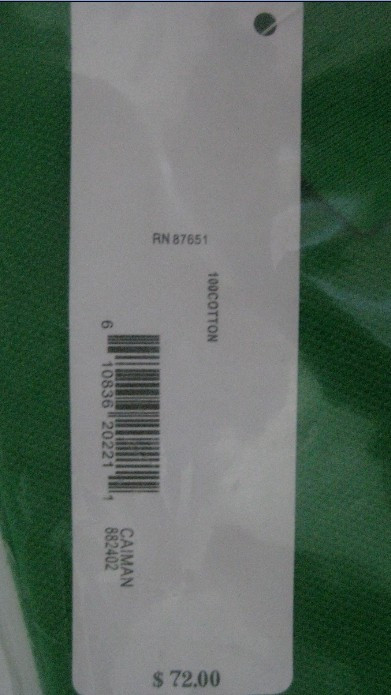 RN 87651
100COTTON
6 10836 20221 1
CAIMAN
882402
$ 72.00